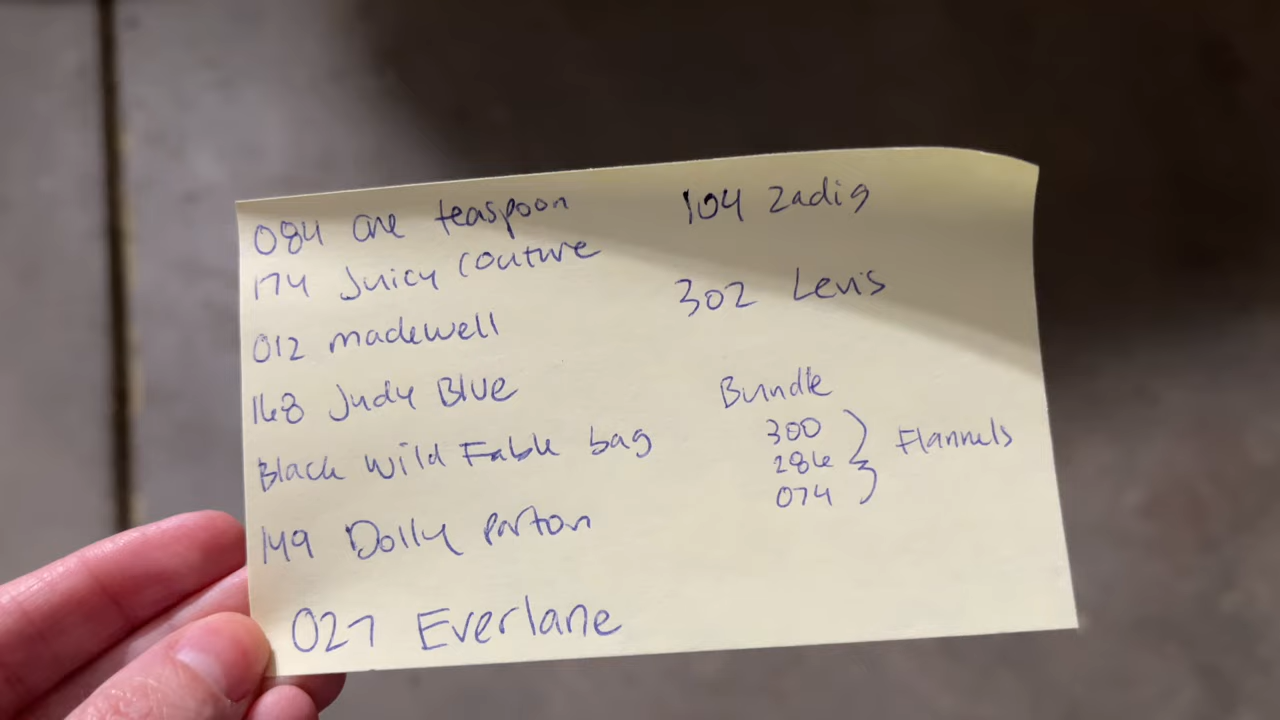 084 one teaspoon
174 Juicy Couture
012 madewell
168 Judy Blue
Black Wild Fable bag
149 Dolly parton
027 Everlane
104 Zadig
302 Levis
Bundle
300
286
074
Flannels